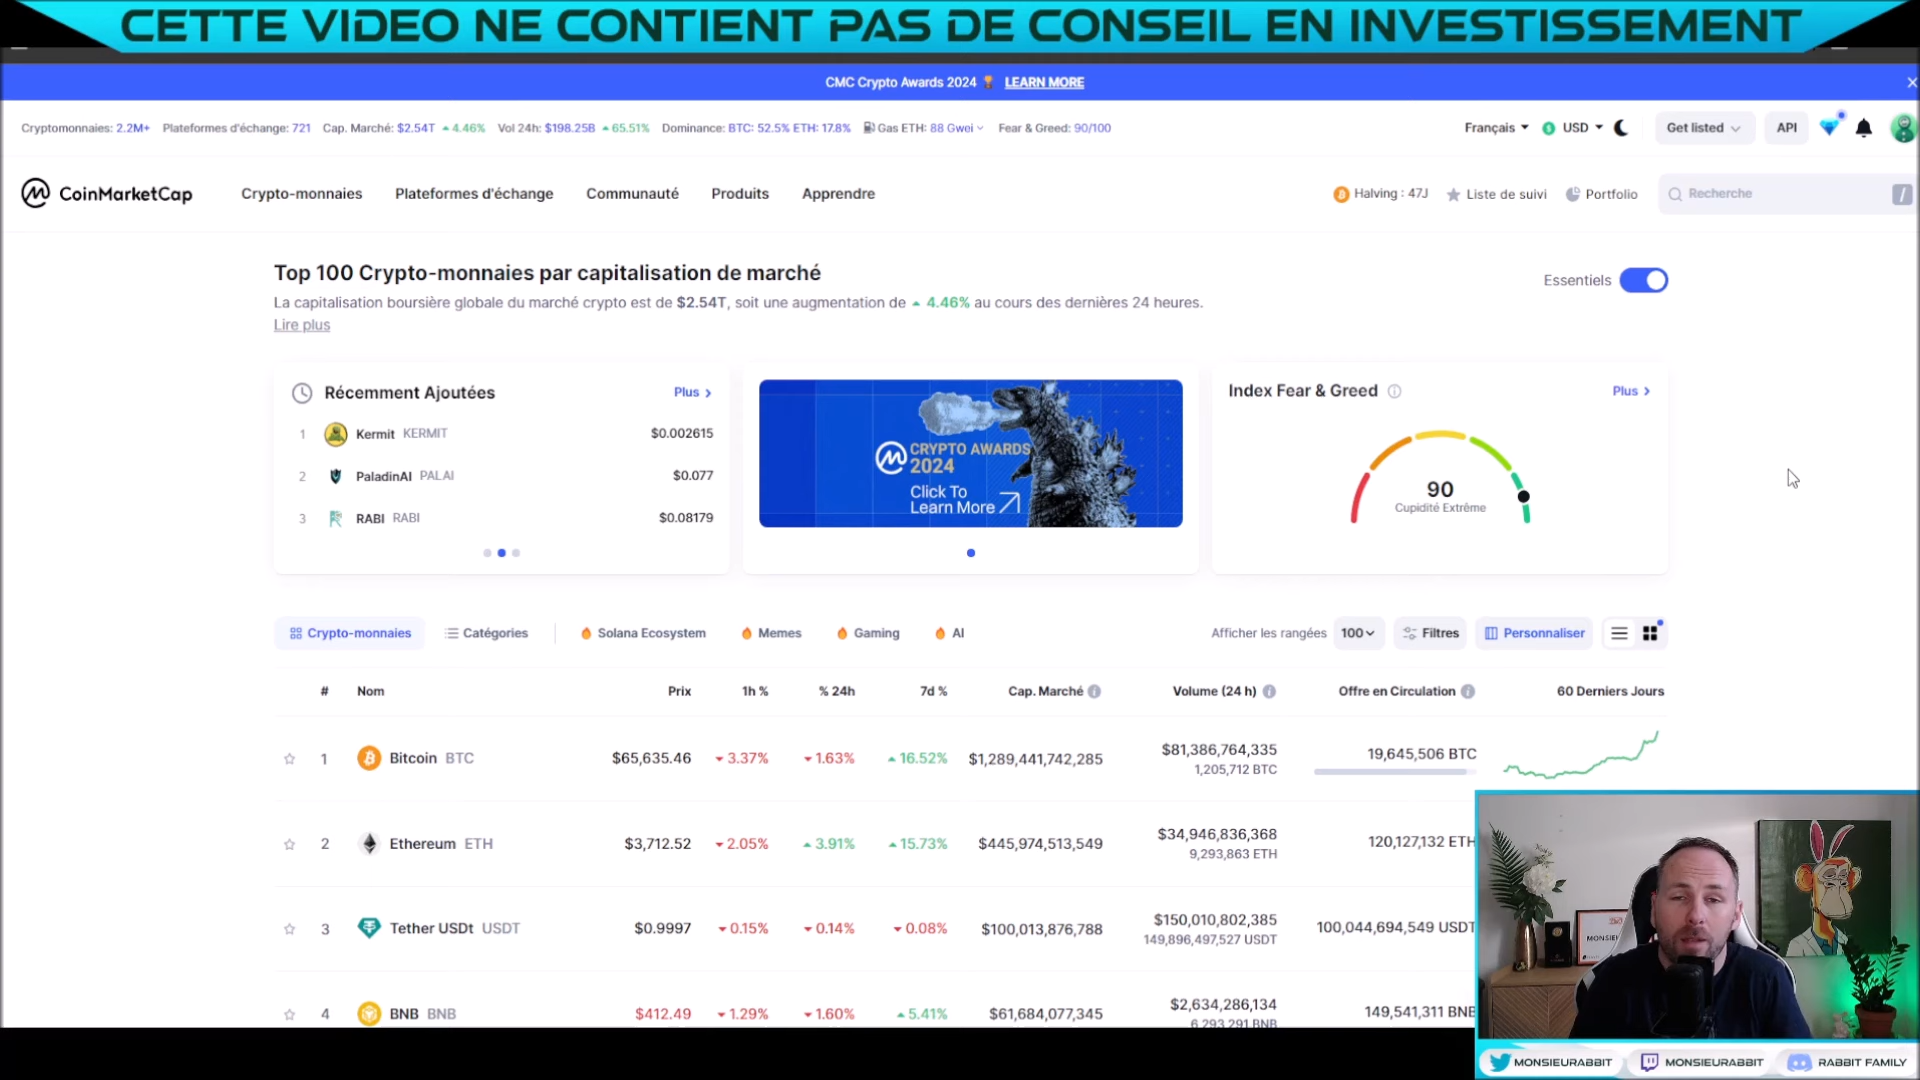 CETTE VIDEO NE CONTIENT PAS DE CONSEIL EN INVESTISSEMENT
CMC Crypto Awards 2024 🏆 LEARN MORE
Cryptomonnaies: 2.2M+ Plateformes d'échange: 721 Cap. Marché: $2.54T 4.46% Vol 24h: $198.25B 65.51% Dominance: BTC: 52.5% ETH: 17.8% Gas ETH: 88 Gwei Fear & Greed: 90/100
Français USD Get listed API
CoinMarketCap Crypto-monnaies Plateformes d'échange Communauté Produits Apprendre
Halving : 47J Liste de suivi Portfolio Recherche /
Top 100 Crypto-monnaies par capitalisation de marché
Essentiels
La capitalisation boursière globale du marché crypto est de $2.54T, soit une augmentation de 4.46% au cours des dernières 24 heures.
Lire plus
Récemment Ajoutées Plus
1 Kermit KERMIT $0.002615
2 PaladinAI PALAI $0.077
3 RABI RABI $0.08179
CRYPTO AWARDS
2024
Click To
Learn More
Index Fear & Greed Plus
90
Cupidité Extrême
Crypto-monnaies Catégories Solana Ecosystem Memes Gaming AI
Afficher les rangées 100 Filtres Personnaliser
# Nom Prix 1h % % 24h 7d % Cap. Marché Volume (24 h) Offre en Circulation 60 Derniers Jours
1 Bitcoin BTC $65,635.46 3.37% 1.63% 16.52% $1,289,441,742,285 $81,386,764,335 19,645,506 BTC
1,205,712 BTC
2 Ethereum ETH $3,712.52 2.05% 3.91% 15.73% $445,974,513,549 $34,946,836,368 120,127,132 ETH
9,293,863 ETH
3 Tether USDt USDT $0.9997 0.15% 0.14% 0.08% $100,013,876,788 $150,010,802,385 100,044,694,549 USDT
149,896,497,527 USDT
4 BNB BNB $412.49 1.29% 1.60% 5.41% $61,684,077,345 $2,634,286,134 149,541,311 BNB
6,293,291 BNB
MONSIEU
MONSIEURABBIT MONSIEURABBIT RABBIT FAMILY